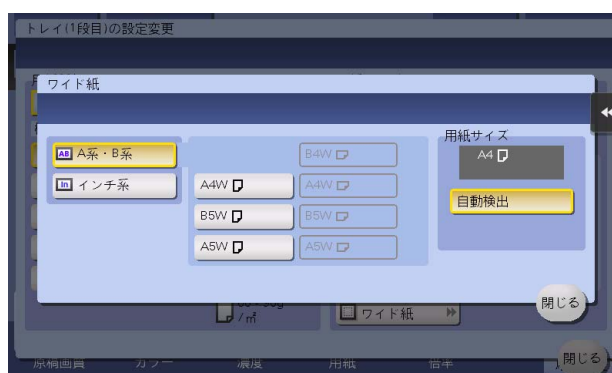 トレイ(1段目)の設定変更
ワイド紙
AB A系・B系
In インチ系
B4W
A4W A4W
B5W B5W
A5W A5W
用紙サイズ
A4
自動検出
閉じる
/㎡
ワイド紙
閉じる
原稿画質 カラー 濃度 用紙 倍率